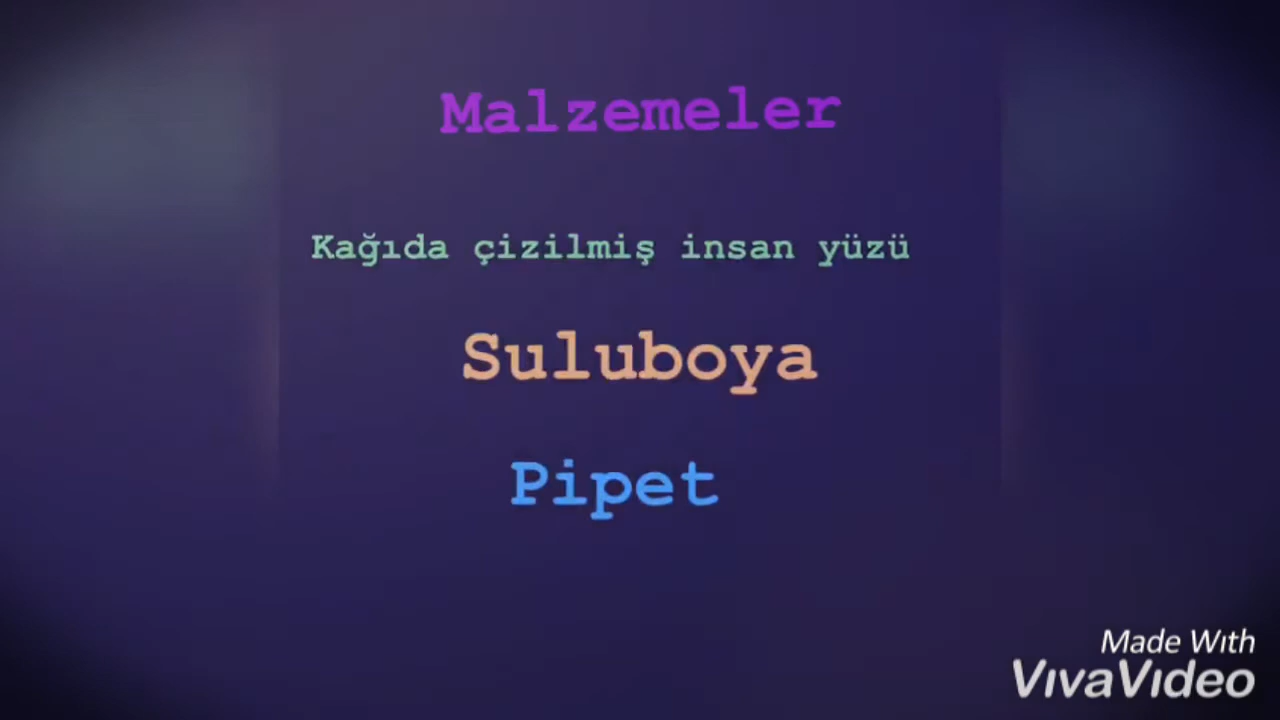 Malzemeler
Kağıda çizilmiş insan yüzü
Suluboya
Pipet
Made With
VivaVideo